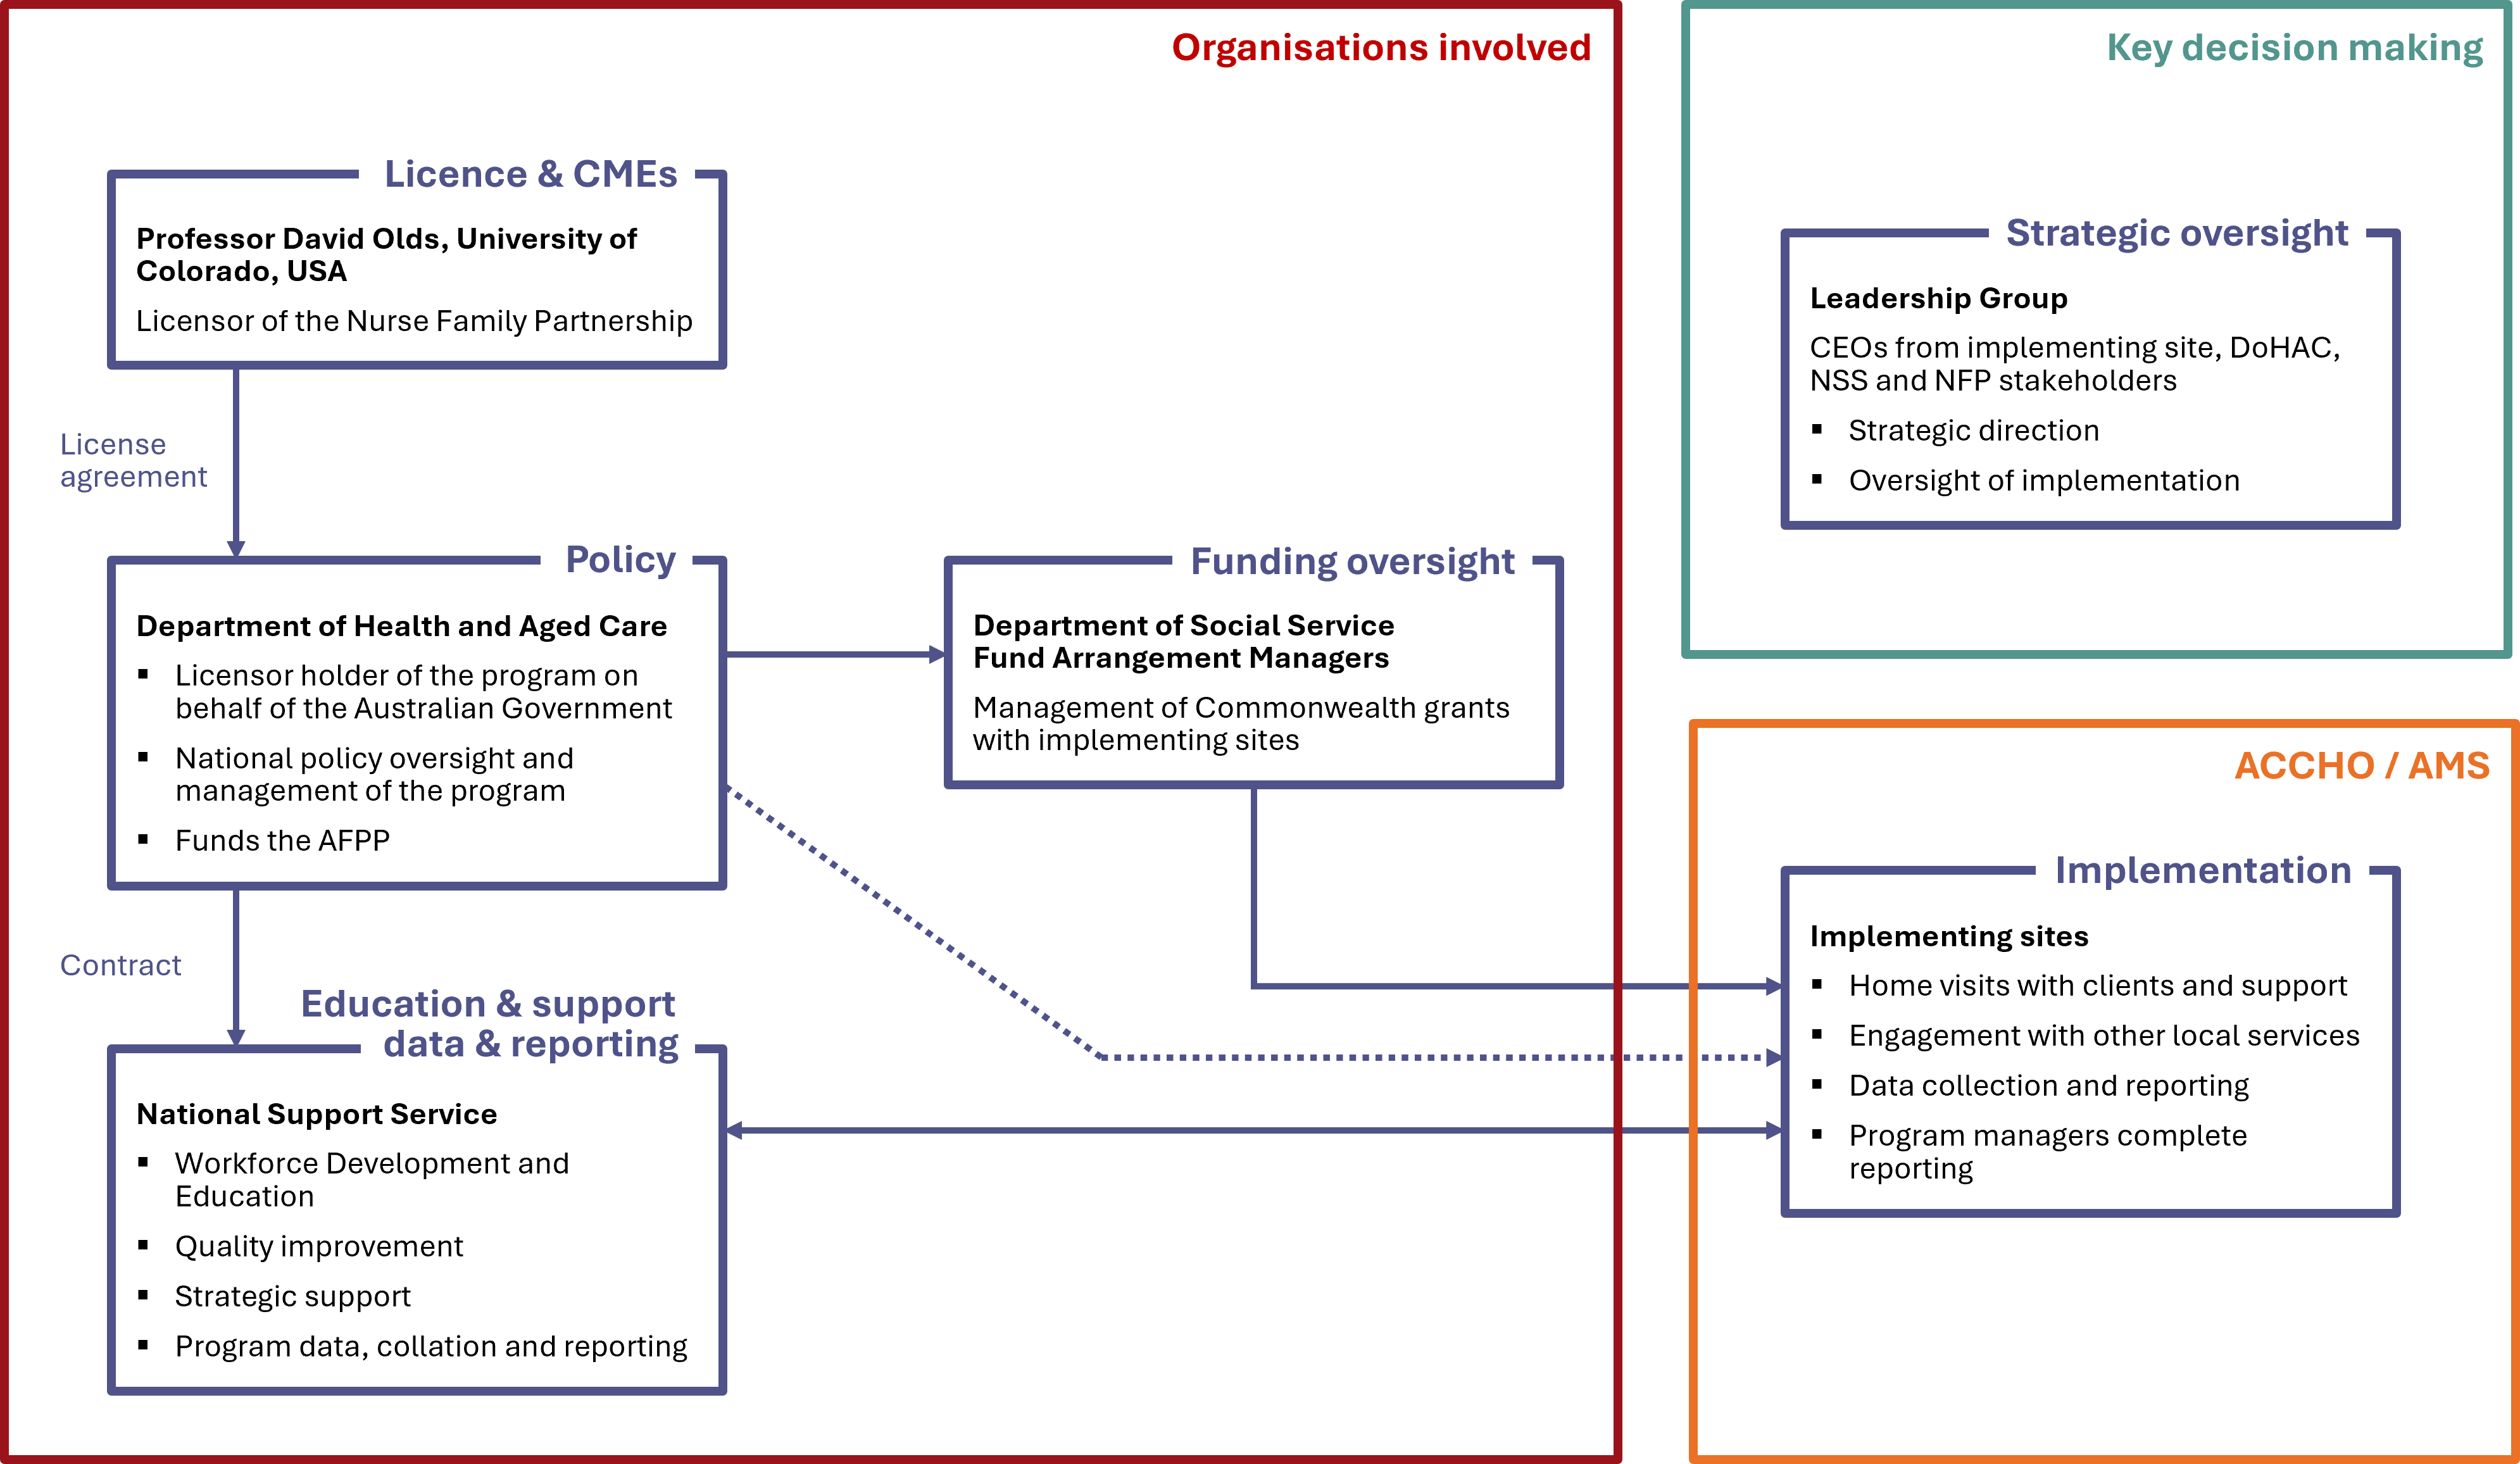 Organisations involved
Licence & CMEs
Professor David Olds, University of
Colorado, USA
Licensor of the Nurse Family Partnership
License
agreement
Policy
Department of Health and Aged Care
▪ Licensor holder of the program on
behalf of the Australian Government
▪ National policy oversight and
management of the program
▪ Funds the AFPP
Funding oversight
Department of Social Service
Fund Arrangement Managers
Management of Commonwealth grants
with implementing sites
Contract
Education & support
data & reporting
National Support Service
▪ Workforce Development and
Education
▪ Quality improvement
▪ Strategic support
▪ Program data, collation and reporting
Key decision making
Strategic oversight
Leadership Group
CEOs from implementing site, DoHAC,
NSS and NFP stakeholders
▪ Strategic direction
▪ Oversight of implementation
ACCHO / AMS
Implementation
Implementing sites
▪ Home visits with clients and support
▪ Engagement with other local services
▪ Data collection and reporting
▪ Program managers complete
reporting